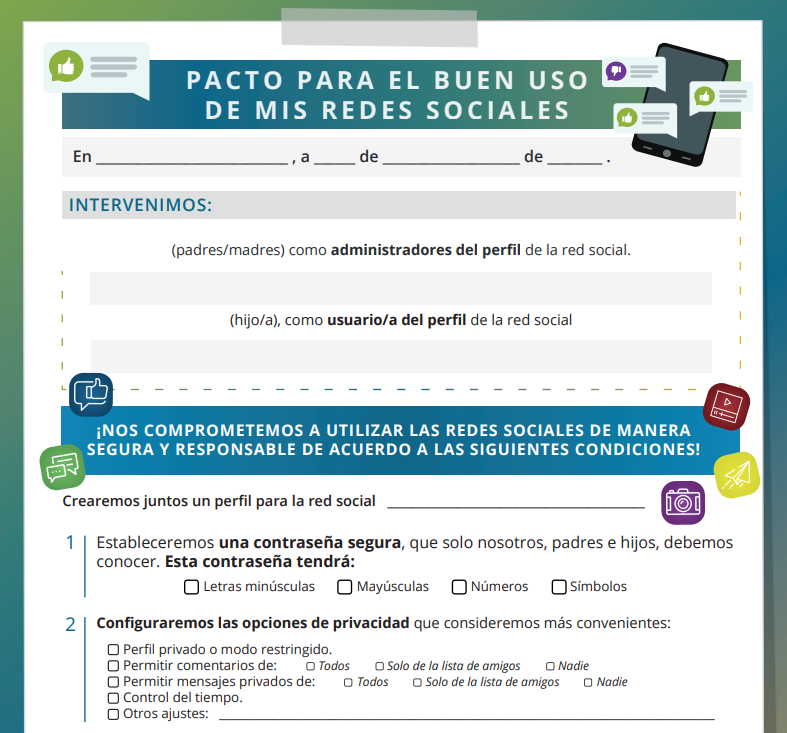 PACTO PARA EL BUEN USO
DE MIS REDES SOCIALES
En ________________________ , a _____ de _________________ de _______ .
INTERVENIMOS:
(padres/madres) como administradores del perfil de la red social.
(hijo/a), como usuario/a del perfil de la red social
¡NOS COMPROMETEMOS A UTILIZAR LAS REDES SOCIALES DE MANERA
SEGURA Y RESPONSABLE DE ACUERDO A LAS SIGUIENTES CONDICIONES!
Crearemos juntos un perfil para la red social ________________________________
1 Estableceremos una contraseña segura, que solo nosotros, padres e hijos, debemos
conocer. Esta contraseña tendrá:
☐ Letras minúsculas ☐ Mayúsculas ☐ Números ☐ Símbolos
2 Configuraremos las opciones de privacidad que consideremos más convenientes:
☐ Perfil privado o modo restringido.
☐ Permitir comentarios de: ☐ Todos ☐ Solo de la lista de amigos ☐ Nadie
☐ Permitir mensajes privados de: ☐ Todos ☐ Solo de la lista de amigos ☐ Nadie
☐ Control del tiempo.
☐ Otros ajustes: ________________________________